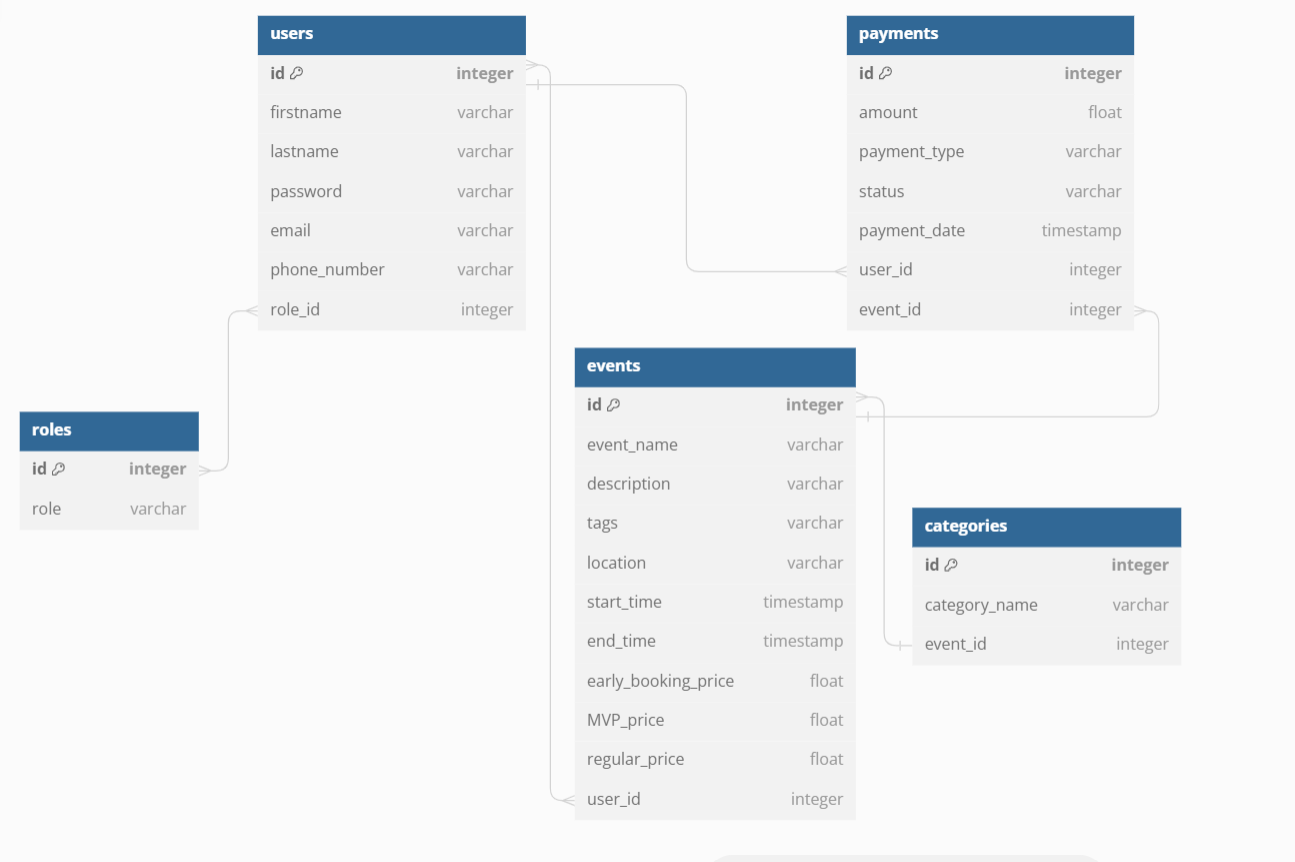 users
id integer
firstname varchar
lastname varchar
password varchar
email varchar
phone_number varchar
role_id integer
payments
id integer
amount float
payment_type varchar
status varchar
payment_date timestamp
user_id integer
event_id integer
events
id integer
event_name varchar
description varchar
tags varchar
location varchar
start_time timestamp
end_time timestamp
early_booking_price float
MVP_price float
regular_price float
user_id integer
roles
id integer
role varchar
categories
id integer
category_name varchar
event_id integer